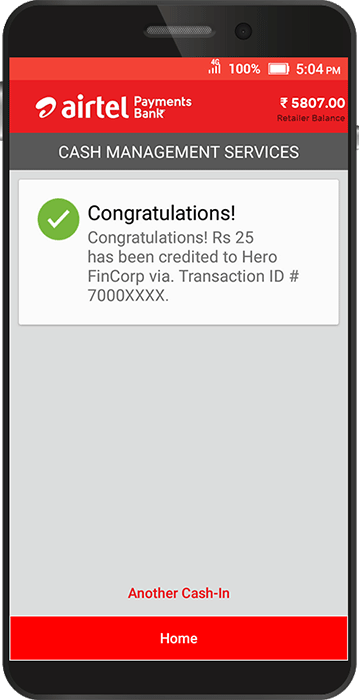 4G 100% 5:04 PM
airtel Payments Bank
₹ 5807.00
Retailer Balance
CASH MANAGEMENT SERVICES
Congratulations!
Congratulations! Rs 25
has been credited to Hero
FinCorp via. Transaction ID #
7000XXXX.
Another Cash-In
Home